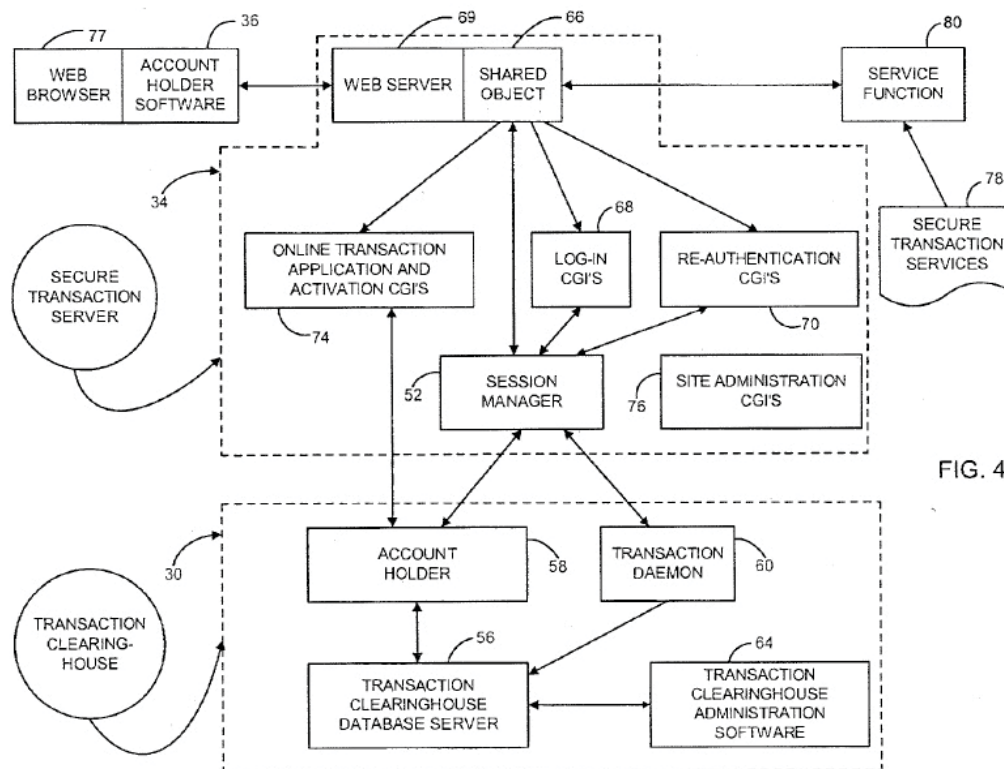 77
36
69
66
80
WEB
BROWSER
ACCOUNT
HOLDER
SOFTWARE
WEB SERVER
SHARED
OBJECT
SERVICE
FUNCTION
34
68
78
SECURE
TRANSACTION
SERVICES
SECURE
TRANSACTION
SERVER
ONLINE TRANSACTION
APPLICATION AND
ACTIVATION CGI'S
LOG-IN
CGI'S
RE-AUTHENTICATION
CGI'S
74
70
52
SESSION
MANAGER
76
SITE ADMINISTRATION
CGI'S
FIG. 4
30
ACCOUNT
HOLDER
58
TRANSACTION
DAEMON
60
TRANSACTION
CLEARING-
HOUSE
56
64
TRANSACTION
CLEARINGHOUSE
DATABASE SERVER
TRANSACTION
CLEARINGHOUSE
ADMINISTRATION
SOFTWARE